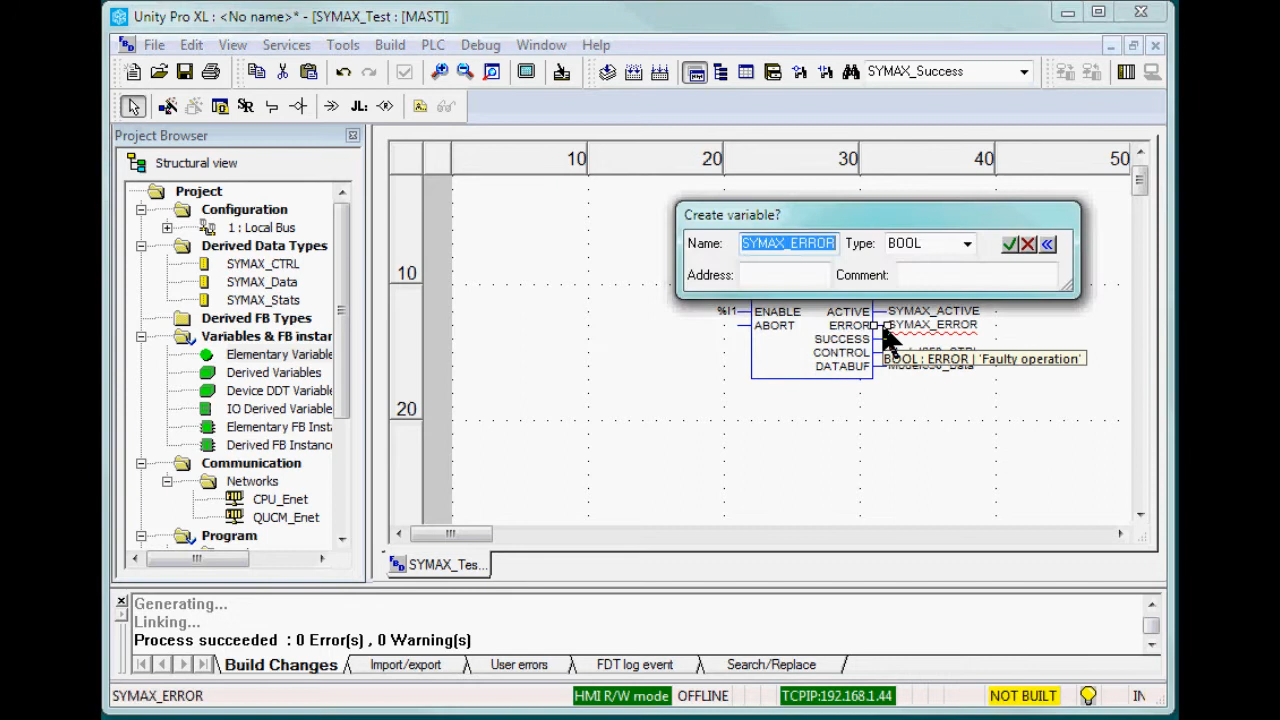 Unity Pro XL : <No name>* - [SYMAX_Test : [MAST]]
File Edit View Services Tools Build PLC Debug Window Help
SYMAX_Success
JL:
Project Browser
Structural view
Project
Configuration
1 : Local Bus
Derived Data Types
SYMAX_CTRL
SYMAX_Data
SYMAX_Stats
Derived FB Types
Variables & FB instan
Elementary Variable
Derived Variables
Device DDT Variable
IO Derived Variable
Elementary FB Insta
Derived FB Instance
Communication
Networks
CPU_Enet
QUCM_Enet
Program
10 20 30 40 50
10
20
Create variable?
Name: SYMAX_ERROR Type: BOOL
Address: Comment:
%I1 ENABLE ACTIVE SYMAX_ACTIVE
ABORT ERROR SYMAX_ERROR
SUCCESS
CONTROL
BOOL : ERROR | 'Faulty operation'
DATABUF
SYMAX_Tes...
Generating...
Linking...
Process succeeded : 0 Error(s) , 0 Warning(s)
Build Changes Import/export User errors FDT log event Search/Replace
SYMAX_ERROR HMI R/W mode OFFLINE TCPIP:192.168.1.44 NOT BUILT IN